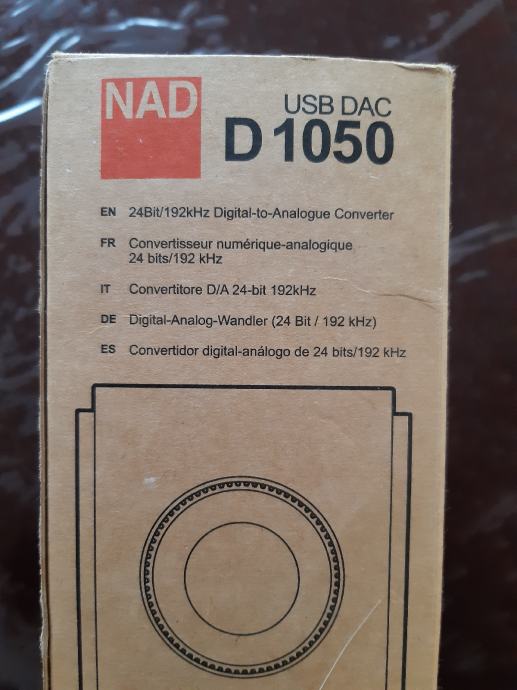 NAD
USB DAC
D 1050
EN 24Bit/192kHz Digital-to-Analogue Converter
FR Convertisseur numérique-analogique
24 bits/192 kHz
IT Convertitore D/A 24-bit 192kHz
DE Digital-Analog-Wandler (24 Bit / 192 kHz)
ES Convertidor digital-análogo de 24 bits/192 kHz